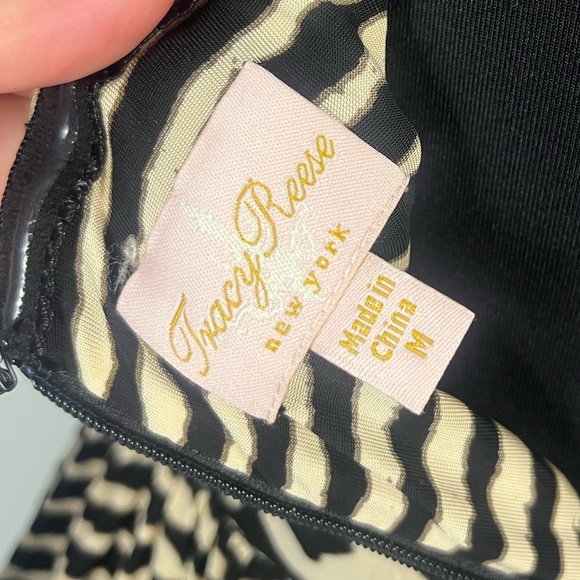 Tracy Reese
new york
Made in
China
M